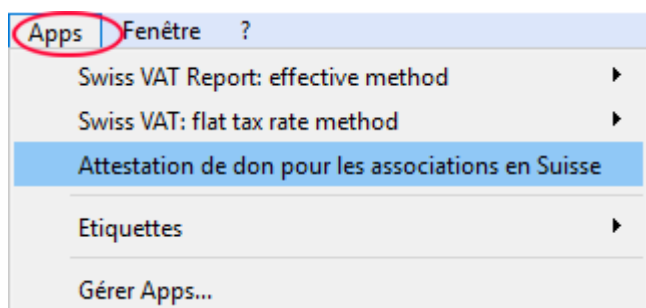 Apps Fenêtre ?
Swiss VAT Report: effective method
Swiss VAT: flat tax rate method
Attestation de don pour les associations en Suisse
Etiquettes
Gérer Apps...